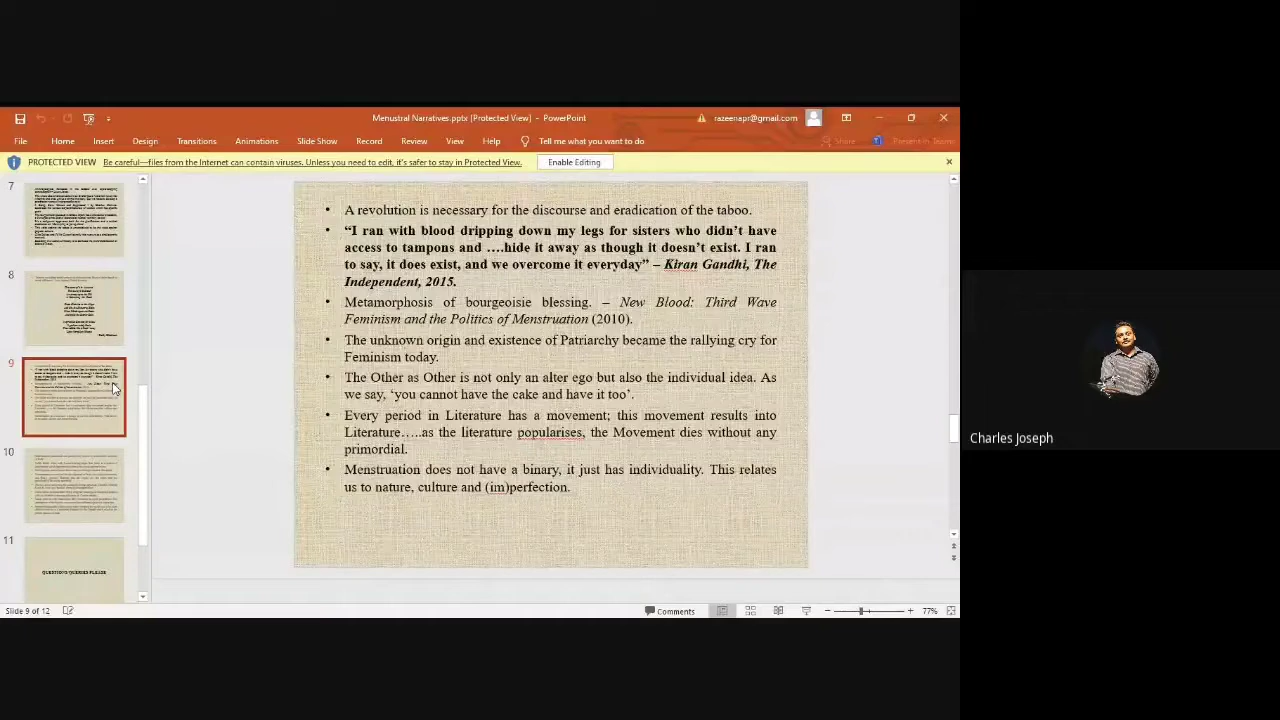 Menustral Narratives.pptx [Protected View] - PowerPoint
razeenapr@gmail.com
File Home Insert Design Transitions Animations Slide Show Record Review View Help Tell me what you want to do Share Present in Teams
PROTECTED VIEW Be careful—files from the Internet can contain viruses. Unless you need to edit, it's safer to stay in Protected View. Enable Editing
7
8
9
10
11
QUESTIONS/QUERIES PLEASE
• A revolution is necessary for the discourse and eradication of the taboo.
• “I ran with blood dripping down my legs for sisters who didn’t have
access to tampons and ….hide it away as though it doesn’t exist. I ran
to say, it does exist, and we overcome it everyday” – Kiran Gandhi, The
Independent, 2015.
• Metamorphosis of bourgeoisie blessing. – New Blood: Third Wave
Feminism and the Politics of Menstruation (2010).
• The unknown origin and existence of Patriarchy became the rallying cry for
Feminism today.
• The Other as Other is not only an alter ego but also the individual idea. As
we say, ‘you cannot have the cake and have it too’.
• Every period in Literature has a movement; this movement results into
Literature…..as the literature popularises, the Movement dies without any
primordial.
• Menstruation does not have a binary, it just has individuality. This relates
us to nature, culture and (im)perfection.
Charles Joseph
Slide 9 of 12
Comments
77%